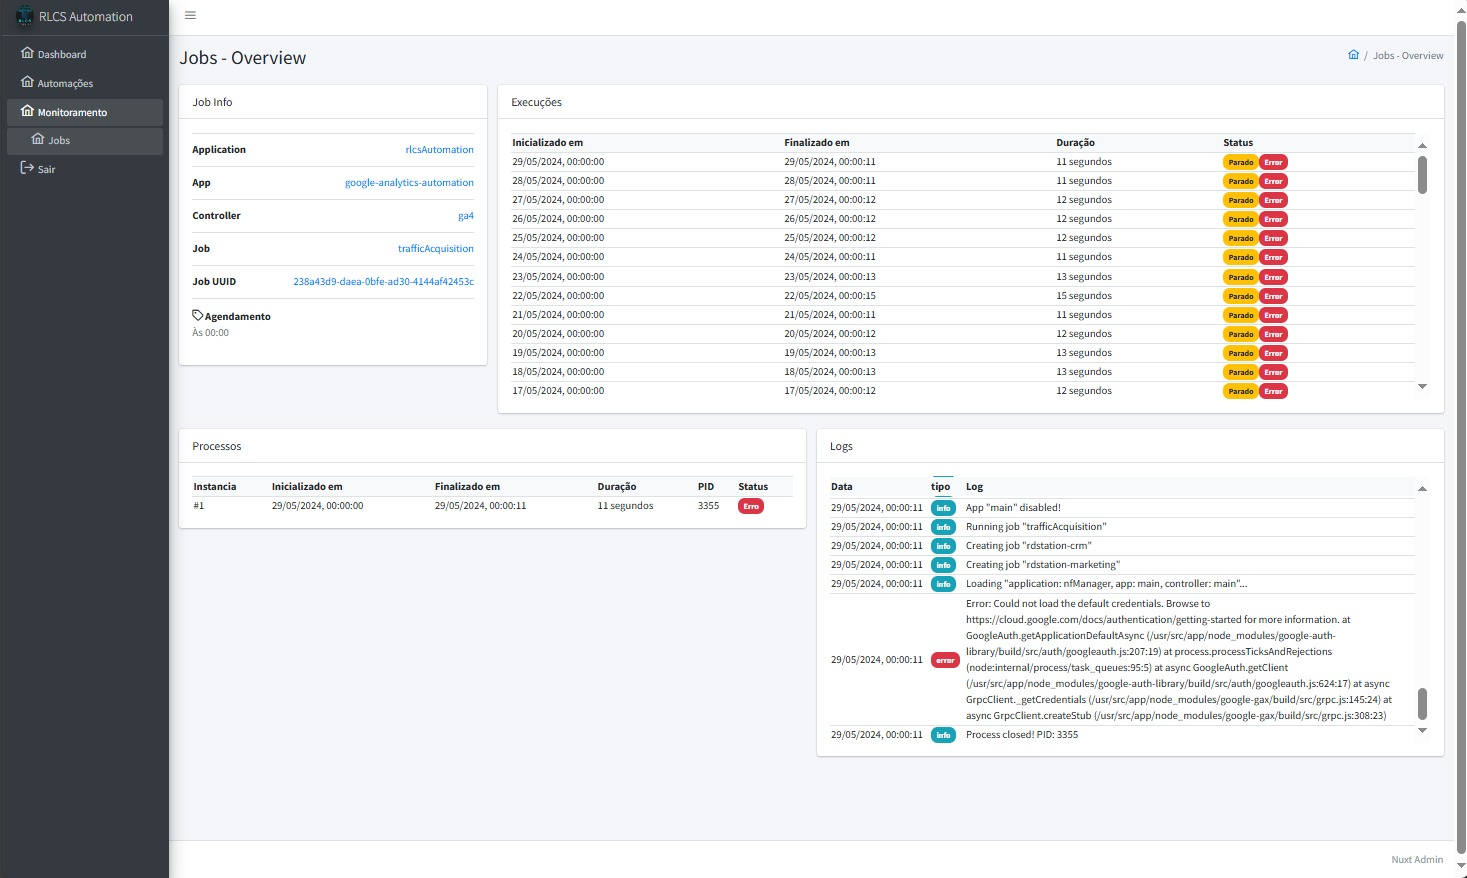 RLCS Automation
Dashboard
Automações
Monitoramento
Jobs
Sair
Jobs - Overview
/ Jobs - Overview
Job Info
Application rlcsAutomation
App google-analytics-automation
Controller ga4
Job trafficAcquisition
Job UUID 238a43d9-daea-0bfe-ad30-4144af42453c
Agendamento
Às 00:00
Execuções
Inicializado em Finalizado em Duração Status
29/05/2024, 00:00:00 29/05/2024, 00:00:11 11 segundos Parado Error
28/05/2024, 00:00:00 28/05/2024, 00:00:11 11 segundos Parado Error
27/05/2024, 00:00:00 27/05/2024, 00:00:12 12 segundos Parado Error
26/05/2024, 00:00:00 26/05/2024, 00:00:12 12 segundos Parado Error
25/05/2024, 00:00:00 25/05/2024, 00:00:12 12 segundos Parado Error
24/05/2024, 00:00:00 24/05/2024, 00:00:11 11 segundos Parado Error
23/05/2024, 00:00:00 23/05/2024, 00:00:13 13 segundos Parado Error
22/05/2024, 00:00:00 22/05/2024, 00:00:15 15 segundos Parado Error
21/05/2024, 00:00:00 21/05/2024, 00:00:11 11 segundos Parado Error
20/05/2024, 00:00:00 20/05/2024, 00:00:12 12 segundos Parado Error
19/05/2024, 00:00:00 19/05/2024, 00:00:13 13 segundos Parado Error
18/05/2024, 00:00:00 18/05/2024, 00:00:13 13 segundos Parado Error
17/05/2024, 00:00:00 17/05/2024, 00:00:12 12 segundos Parado Error
Processos
Instancia Inicializado em Finalizado em Duração PID Status
#1 29/05/2024, 00:00:00 29/05/2024, 00:00:11 11 segundos 3355 Erro
Logs
Data tipo Log
29/05/2024, 00:00:11 info App "main" disabled!
29/05/2024, 00:00:11 info Running job "trafficAcquisition"
29/05/2024, 00:00:11 info Creating job "rdstation-crm"
29/05/2024, 00:00:11 info Creating job "rdstation-marketing"
29/05/2024, 00:00:11 info Loading "application: nfManager, app: main, controller: main"...
Error: Could not load the default credentials. Browse to
https://cloud.google.com/docs/authentication/getting-started for more information. at
GoogleAuth.getApplicationDefaultAsync (/usr/src/app/node_modules/google-auth-
library/build/src/auth/googleauth.js:207:19) at process.processTicksAndRejections
29/05/2024, 00:00:11 error (node:internal/process/task_queues:95:5) at async GoogleAuth.getClient
(/usr/src/app/node_modules/google-auth-library/build/src/auth/googleauth.js:624:17) at async
GrpcClient._getCredentials (/usr/src/app/node_modules/google-gax/build/src/grpc.js:145:24) at
async GrpcClient.createStub (/usr/src/app/node_modules/google-gax/build/src/grpc.js:308:23)
29/05/2024, 00:00:11 info Process closed! PID: 3355
Nuxt Admin